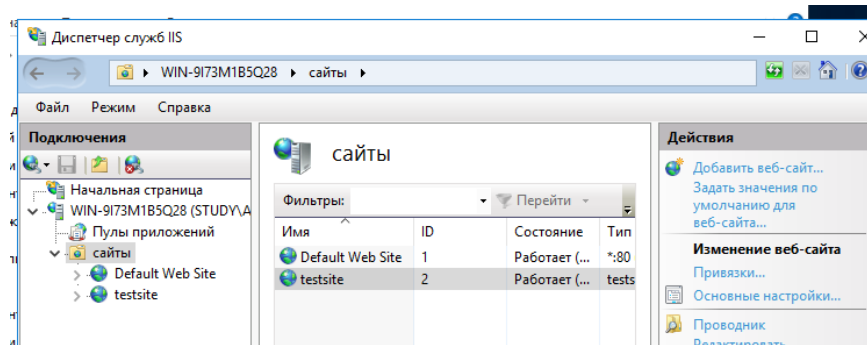 Диспетчер служб IIS
WIN-9I73M1B5Q28 сайты
Файл Режим Справка
Подключения
Начальная страница
WIN-9I73M1B5Q28 (STUDY\A
Пулы приложений
сайты
Default Web Site
testsite
сайты
Фильтры: Перейти
Имя ID Состояние Тип
Default Web Site 1 Работает (... *:80
testsite 2 Работает (... tests
Действия
Добавить веб-сайт...
Задать значения по
умолчанию для
веб-сайта...
Изменение веб-сайта
Привязки...
Основные настройки...
Проводник
Редактировать